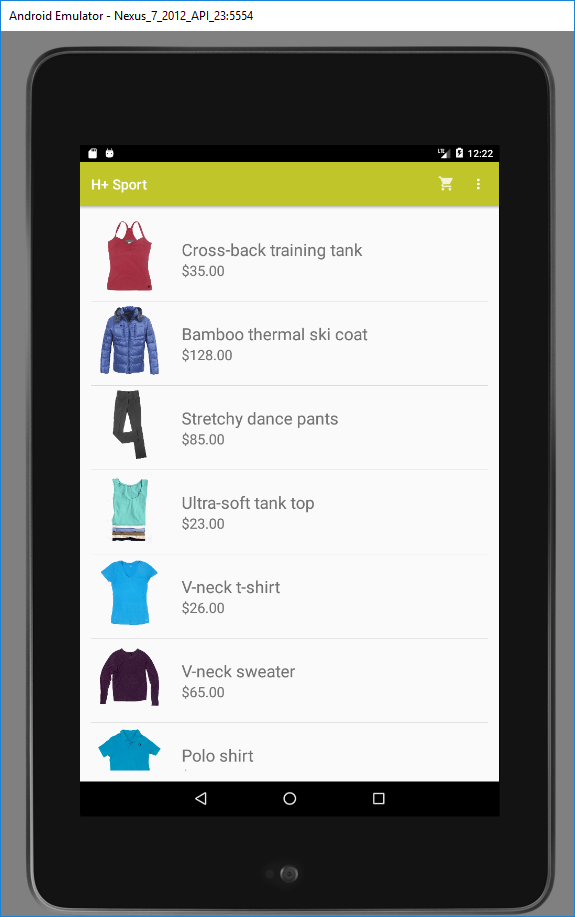 Android Emulator - Nexus_7_2012_API_23:5554
LTE 12:22
H+ Sport
Cross-back training tank
$35.00
Bamboo thermal ski coat
$128.00
Stretchy dance pants
$85.00
Ultra-soft tank top
$23.00
V-neck t-shirt
$26.00
V-neck sweater
$65.00
Polo shirt